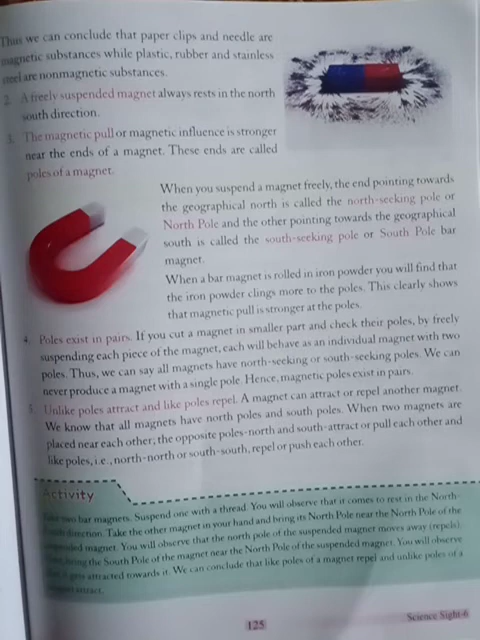 Thus we can conclude that paper clips and needle are
magnetic substances while plastic, rubber and stainless
steel are nonmagnetic substances.
2. A freely suspended magnet always rests in the north
south direction.
3. The magnetic pull or magnetic influence is stronger
near the ends of a magnet. These ends are called
poles of a magnet.
When you suspend a magnet freely, the end pointing towards
the geographical north is called the north-seeking pole or
North Pole and the other pointing towards the geographical
south is called the south-seeking pole or South Pole bar
magnet.
When a bar magnet is rolled in iron powder you will find that
the iron powder clings more to the poles. This clearly shows
that magnetic pull is stronger at the poles.
4. Poles exist in pairs. If you cut a magnet in smaller part and check their poles, by freely
suspending each piece of the magnet, each will behave as an individual magnet with two
poles. Thus, we can say all magnets have north-seeking or south-seeking poles. We can
never produce a magnet with a single pole. Hence, magnetic poles exist in pairs.
5. Unlike poles attract and like poles repel. A magnet can attract or repel another magnet.
We know that all magnets have north poles and south poles. When two magnets are
placed near each other, the opposite poles-north and south-attract or pull each other and
like poles, i.e., north-north or south-south, repel or push each other.
Activity
Take two bar magnets. Suspend one with a thread. You will observe that it comes to rest in the North-
South direction. Take the other magnet in your hand and bring its North Pole near the North Pole of the
suspended magnet. You will observe that the north pole of the suspended magnet moves away (repels).
bring the South Pole of the magnet near the North Pole of the suspended magnet. You will observe
gets attracted towards it. We can conclude that like poles of a magnet repel and unlike poles of a
magnet attract.
125
Science Sight-6